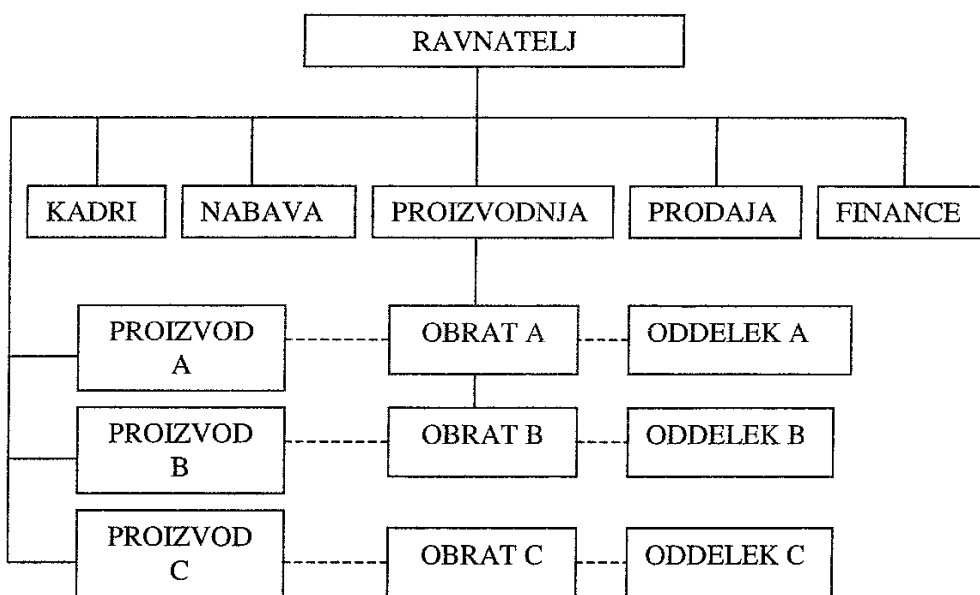 RAVNATELJ
KADRI
NABAVA
PROIZVODNJA
PRODAJA
FINANCE
PROIZVOD
A
OBRAT A
ODDELEK A
PROIZVOD
B
OBRAT B
ODDELEK B
PROIZVOD
C
OBRAT C
ODDELEK C